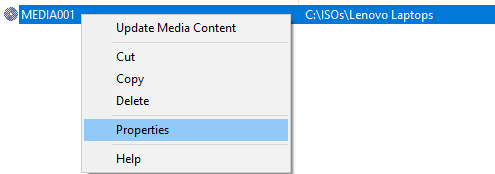 MEDIA001 C:\ISOs\Lenovo Laptops
Update Media Content
Cut
Copy
Delete
Properties
Help